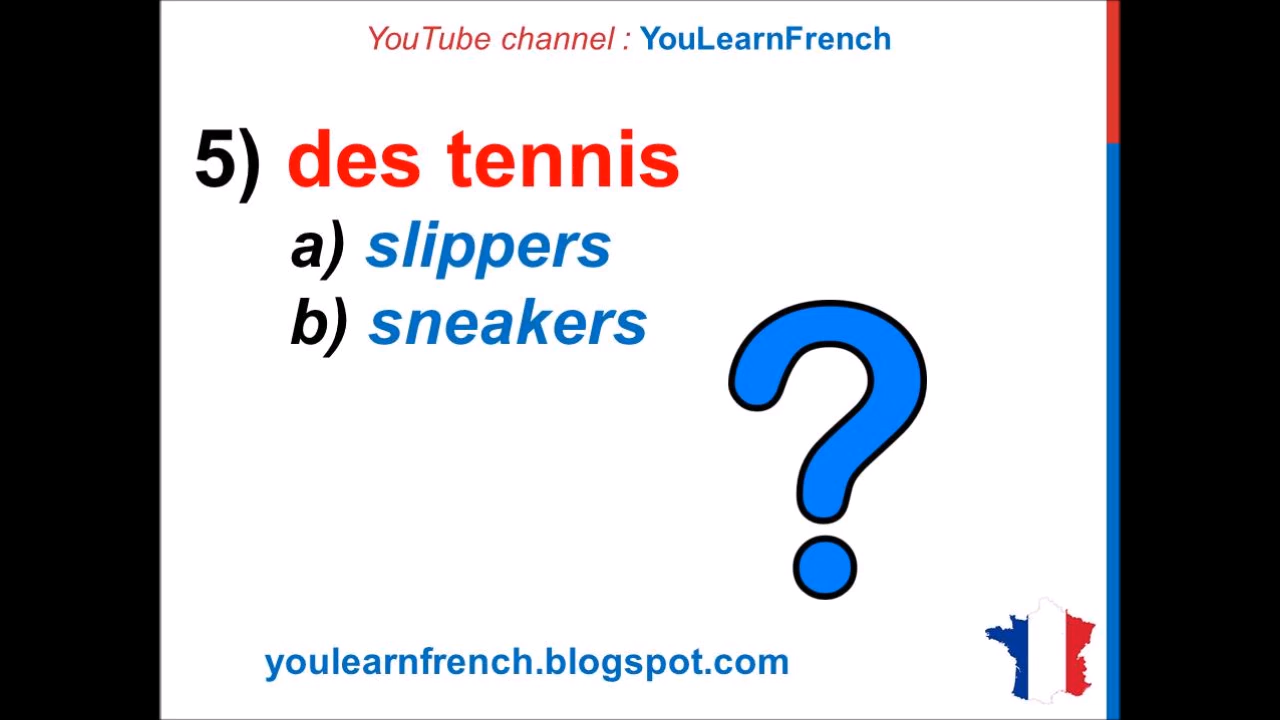 YouTube channel : YouLearnFrench
5) des tennis
a) slippers
b) sneakers
?
youlearnfrench.blogspot.com